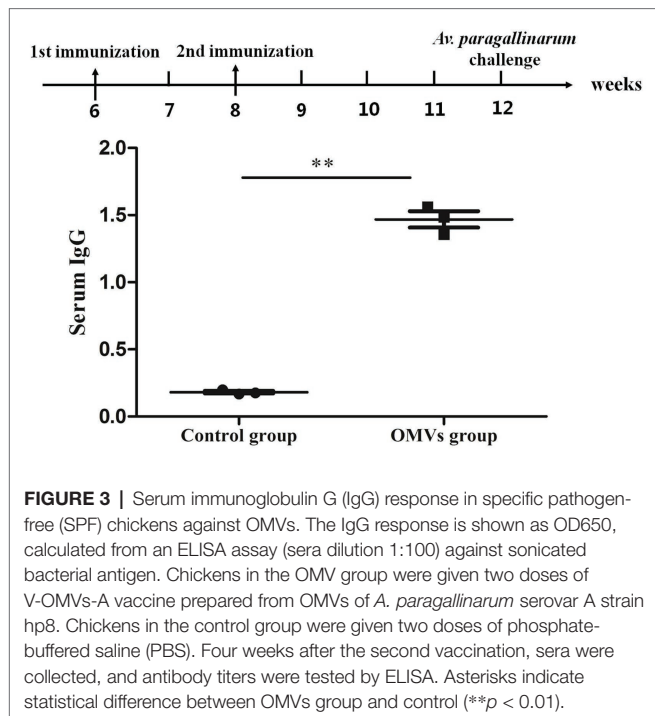 Av. paragallinarum
1st immunization 2nd immunization challenge
weeks
6 7 8 9 10 11 12
2.0
**
1.5
Serum IgG
1.0
0.5
0.0
Control group OMVs group
FIGURE 3 | Serum immunoglobulin G (IgG) response in specific pathogen-
free (SPF) chickens against OMVs. The IgG response is shown as OD650,
calculated from an ELISA assay (sera dilution 1:100) against sonicated
bacterial antigen. Chickens in the OMV group were given two doses of
V-OMVs-A vaccine prepared from OMVs of A. paragallinarum serovar A strain
hp8. Chickens in the control group were given two doses of phosphate-
buffered saline (PBS). Four weeks after the second vaccination, sera were
collected, and antibody titers were tested by ELISA. Asterisks indicate
statistical difference between OMVs group and control (**p < 0.01).